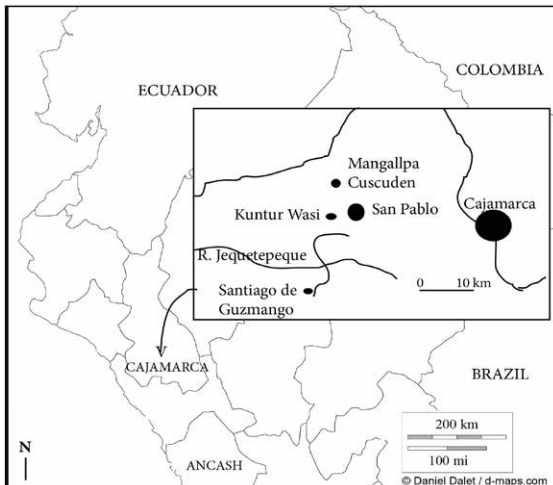 COLOMBIA
ECUADOR
Mangallpa
Cuscuden
Cajamarca
San Pablo
Kuntur Wasi
R. Jequetepeque
0 10 km
Santiago de
Guzmango
CAJAMARCA
BRAZIL
200 km
100 mi
N
ANCASH
© Daniel Dalet / d-maps.com